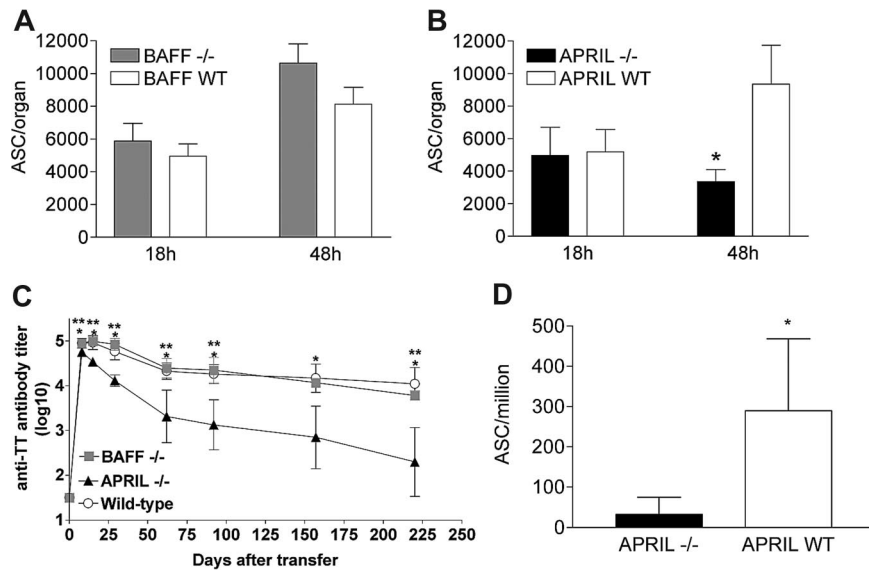 A
12000
10000
8000
6000
4000
2000
0
ASC/organ
BAFF -/-
BAFF WT
18h
48h
B
12000
10000
8000
6000
4000
2000
0
ASC/organ
APRIL -/-
APRIL WT
*
18h
48h
C
anti-TT antibody titer
(log10)
5
4
3
2
1
** ** ** ** ** * **
* * * * * *
BAFF -/-
APRIL -/-
Wild-type
0 25 50 75 100 125 150 175 200 225 250
Days after transfer
D
500
400
300
200
100
0
ASC/million
*
APRIL -/-
APRIL WT